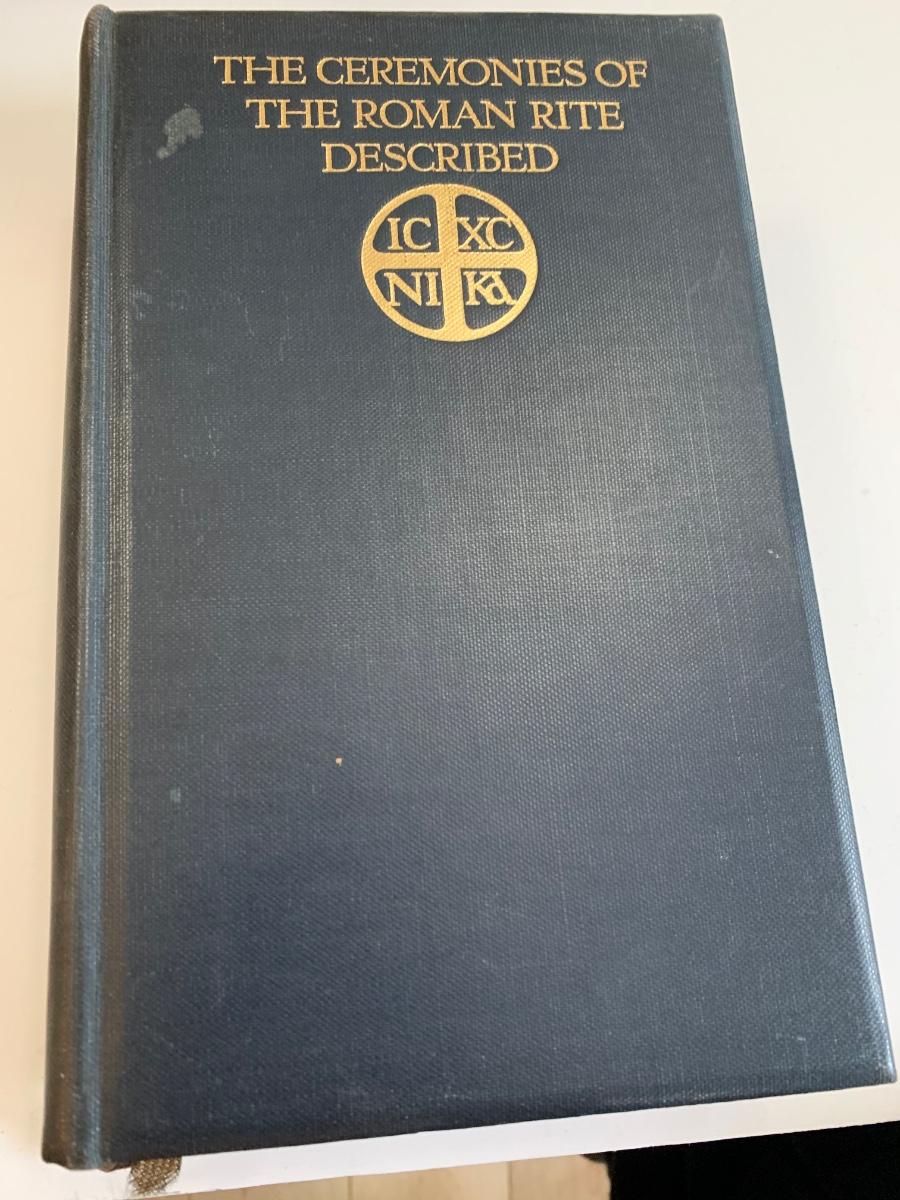 THE CEREMONIES OF
THE ROMAN RITE
DESCRIBED
IC XC
NI Ka